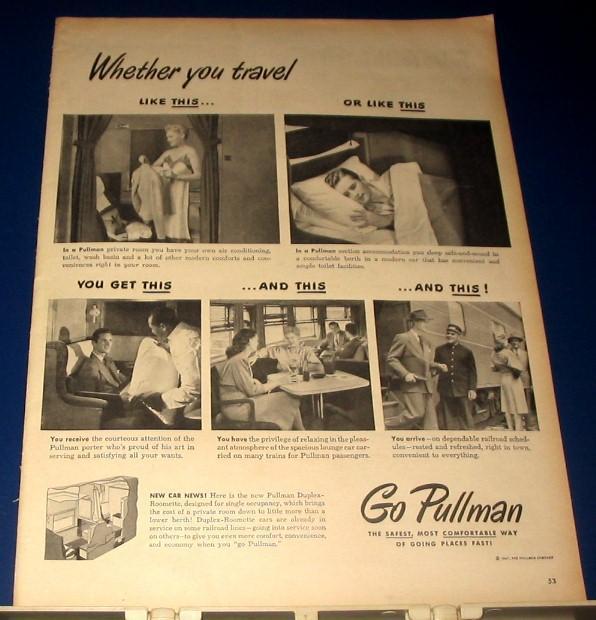 Whether you travel
LIKE THIS...
OR LIKE THIS
In a Pullman private room you have your own air conditioning,
toilet, wash basin and a lot of other modern comforts and con-
veniences right in your room.
In a Pullman section accommodation you sleep safe-and-sound in
a comfortable berth in a modern car that has convenient and
ample toilet facilities.
YOU GET THIS
...AND THIS
...AND THIS!
You receive the courteous attention of the
Pullman porter who's proud of his art in
serving and satisfying all your wants.
You have the privilege of relaxing in the pleas-
ant atmosphere of the spacious lounge car car-
ried on many trains for Pullman passengers.
You arrive—on dependable railroad sched-
ules—rested and refreshed, right in town,
convenient to everything.
NEW CAR NEWS! Here is the new Pullman Duplex-
Roomette, designed for single occupancy, which brings
the cost of a private room down to little more than a
lower berth! Duplex-Roomette cars are already in
service on some railroad lines—going into service soon
on others—to give you even more comfort, convenience,
and economy when you "go Pullman."
Go Pullman
THE SAFEST, MOST COMFORTABLE WAY
OF GOING PLACES FAST!
© 1947, THE PULLMAN COMPANY
53